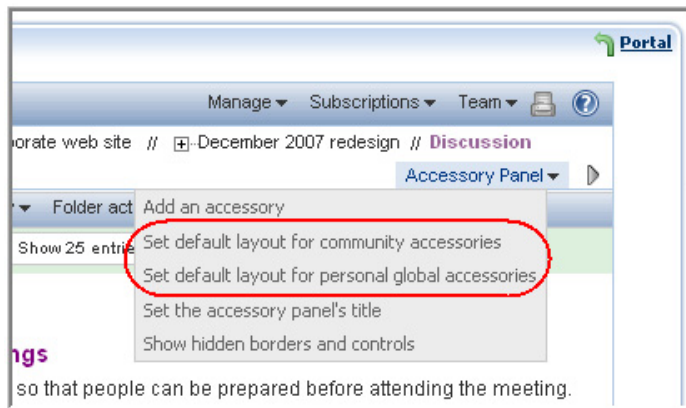 Portal
Manage Subscriptions Team
orate web site // December 2007 redesign // Discussion
Accessory Panel
Folder act
Add an accessory
Show 25 entrie
Set default layout for community accessories
Set default layout for personal global accessories
Set the accessory panel's title
Show hidden borders and controls
ngs
so that people can be prepared before attending the meeting.